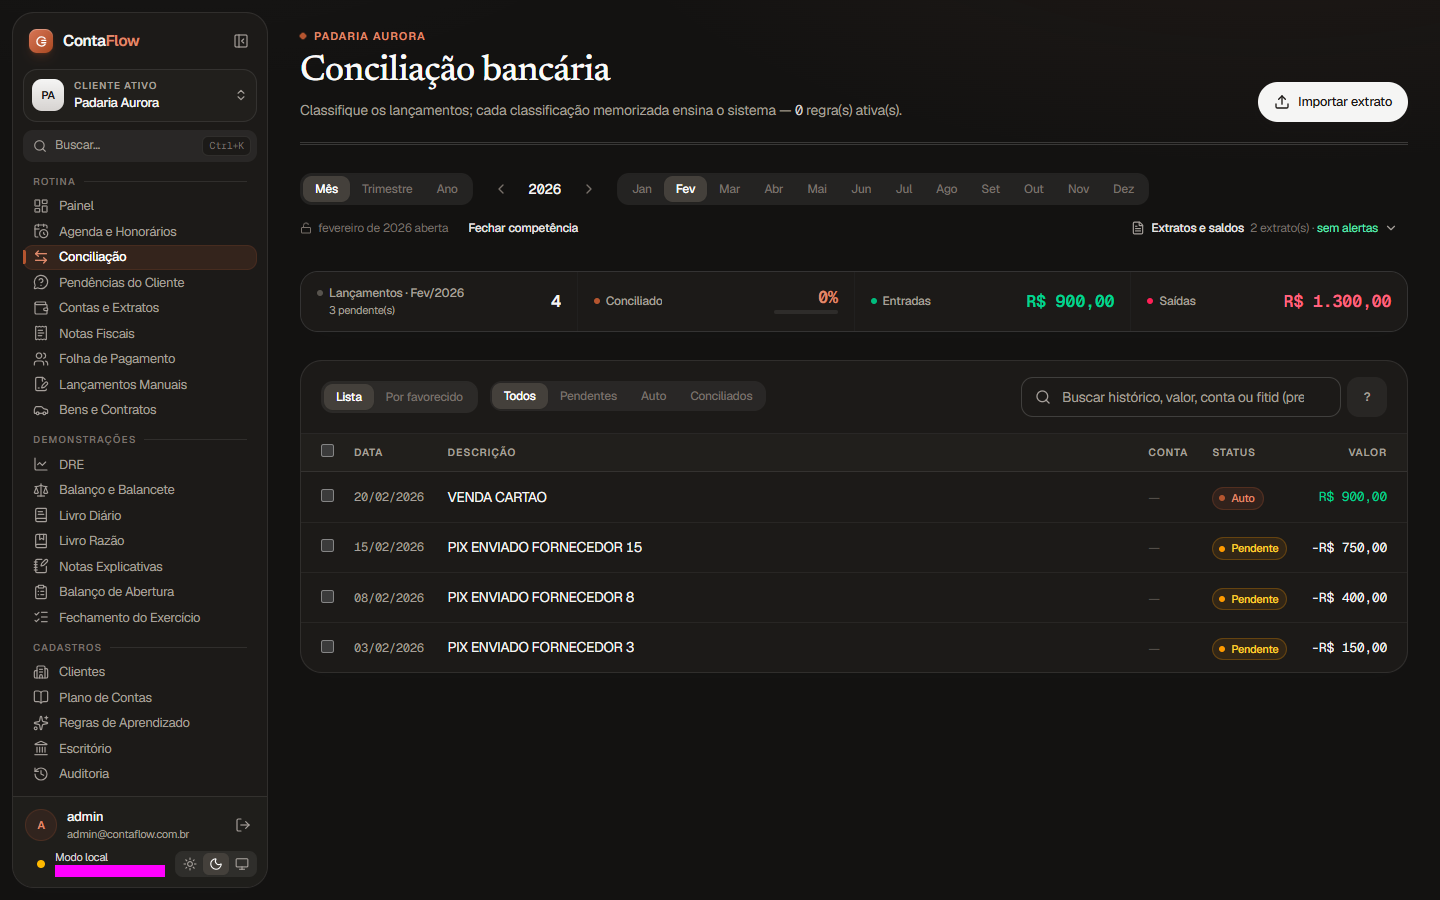 ContaFlow
PA
CLIENTE ATIVO
Padaria Aurora
Buscar...
Ctrl+K
ROTINA
Painel
Agenda e Honorários
Conciliação
Pendências do Cliente
Contas e Extratos
Notas Fiscais
Folha de Pagamento
Lançamentos Manuais
Bens e Contratos
DEMONSTRAÇÕES
DRE
Balanço e Balancete
Livro Diário
Livro Razão
Notas Explicativas
Balanço de Abertura
Fechamento do Exercício
CADASTROS
Clientes
Plano de Contas
Regras de Aprendizado
Escritório
Auditoria
A
admin
admin@contaflow.com.br
Modo local
PADARIA AURORA
Conciliação bancária
Classifique os lançamentos; cada classificação memorizada ensina o sistema — 0 regra(s) ativa(s).
Importar extrato
Mês Trimestre Ano
2026
Jan Fev Mar Abr Mai Jun Jul Ago Set Out Nov Dez
fevereiro de 2026 aberta Fechar competência
Extratos e saldos 2 extrato(s) · sem alertas
Lançamentos · Fev/2026
3 pendente(s)
4
Conciliado
0%
Entradas
R$ 900,00
Saídas
R$ 1.300,00
Lista Por favorecido
Todos Pendentes Auto Conciliados
Buscar histórico, valor, conta ou fitid (pre
?
DATA DESCRIÇÃO CONTA STATUS VALOR
20/02/2026 VENDA CARTAO — Auto R$ 900,00
15/02/2026 PIX ENVIADO FORNECEDOR 15 — Pendente -R$ 750,00
08/02/2026 PIX ENVIADO FORNECEDOR 8 — Pendente -R$ 400,00
03/02/2026 PIX ENVIADO FORNECEDOR 3 — Pendente -R$ 150,00